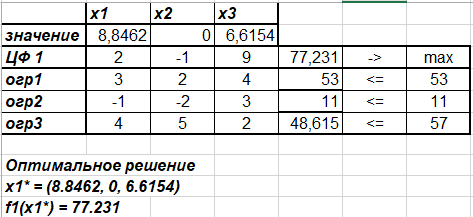 x1 x2 x3
значение 8,8462 0 6,6154
ЦФ 1 2 -1 9 77,231 -> max
огр1 3 2 4 53 <= 53
огр2 -1 -2 3 11 <= 11
огр3 4 5 2 48,615 <= 57
Оптимальное решение
x1* = (8.8462, 0, 6.6154)
f1(x1*) = 77.231